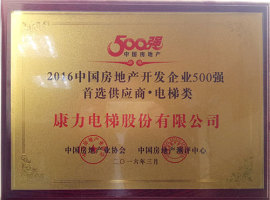 500强
中国房地产
2016中国房地产开发企业500强
首选供应商·电梯类
康力电梯股份有限公司
中国房地产业协会 中国房地产测评中心
二〇一六年三月